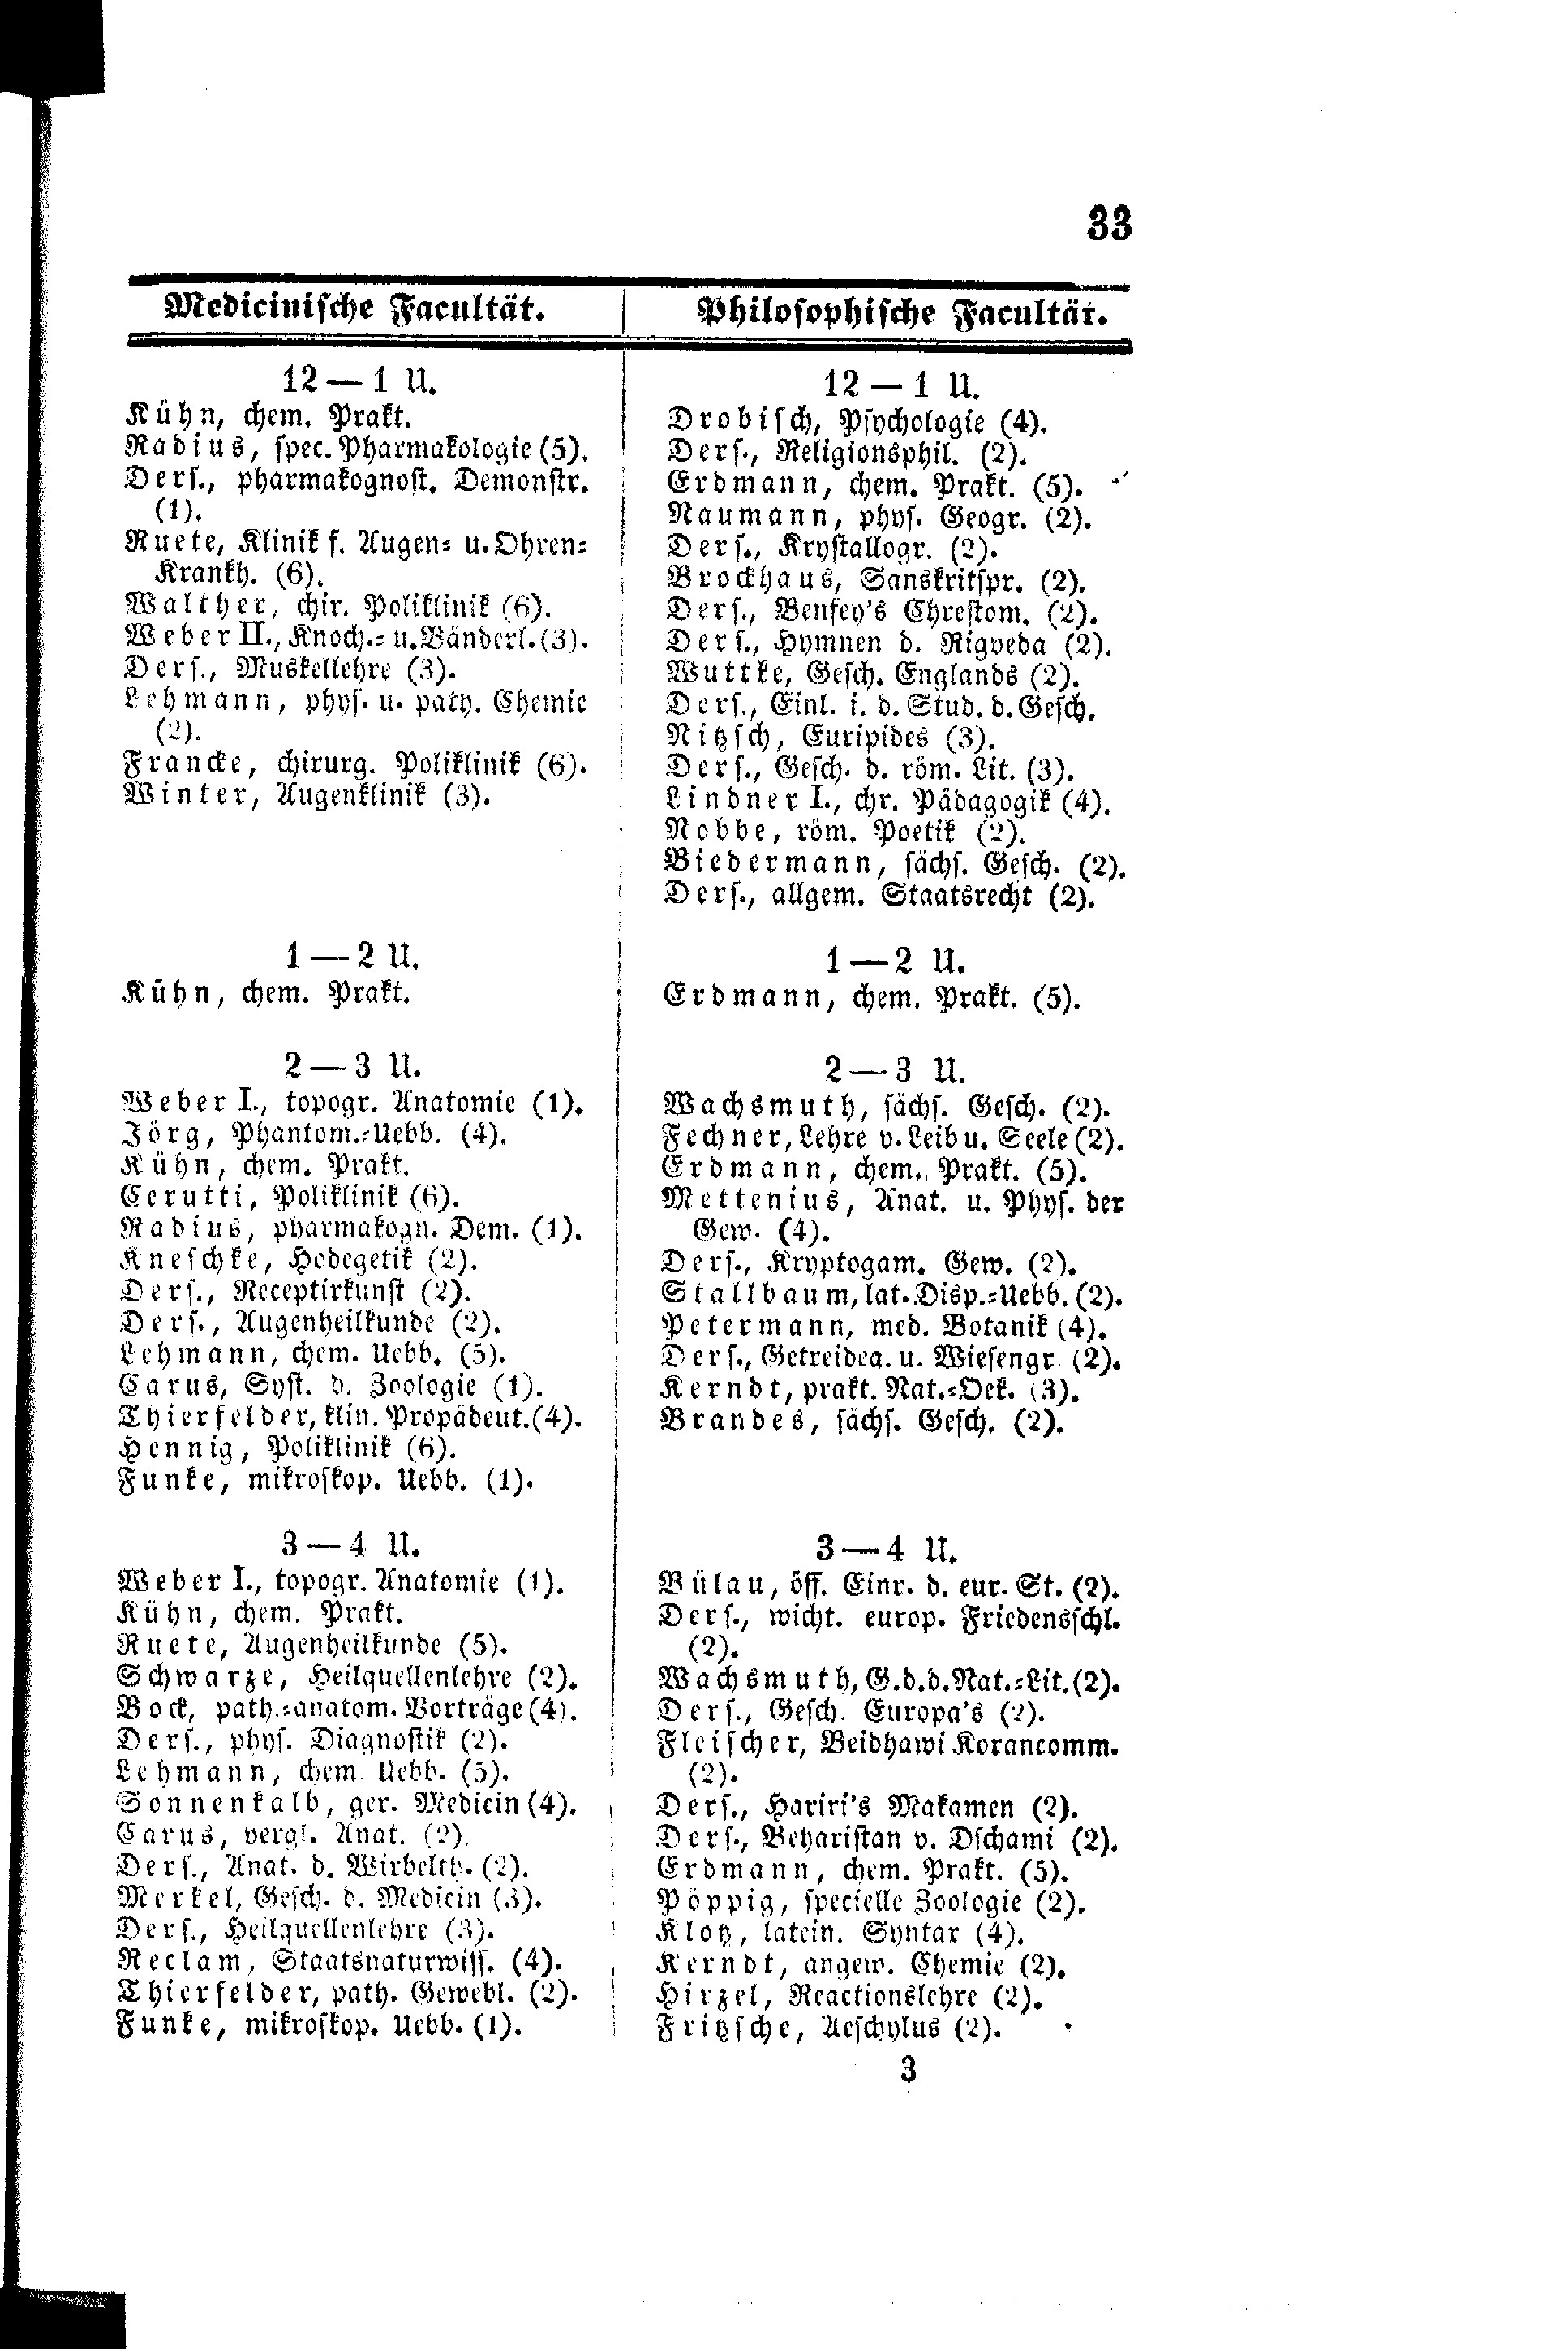 33
Medicinische Facultät.
12 — 1 U.
Kühn, chem. Prakt.
Radius, spec. Pharmakologie (5).
Ders., pharmakognost. Demonstr.
(1).
Ruete, Klinik f. Augen- u. Ohren-
Krankh. (6).
Walther, chir. Poliklinik (6).
Weber II., Knoch.- u. Bänderl. (3).
Ders., Muskellehre (3).
Lehmann, phys. u. path. Chemie
(2).
Francke, chirurg. Poliklinik (6).
Winter, Augenklinik (3).
1 — 2 U.
Kühn, chem. Prakt.
2 — 3 U.
Weber I., topogr. Anatomie (1).
Jörg, Phantom.-Uebb. (4).
Kühn, chem. Prakt.
Cerutti, Poliklinik (6).
Radius, pharmakogn. Dem. (1).
Kneschke, Hodegetik (2).
Ders., Receptirkunst (2).
Ders., Augenheilkunde (2).
Lehmann, chem. Uebb. (5).
Carus, Syst. d. Zoologie (1).
Thierfelder, klin. Propädeut. (4).
Hennig, Poliklinik (6).
Funke, mikroskop. Uebb. (1).
3 — 4 U.
Weber I., topogr. Anatomie (1).
Kühn, chem. Prakt.
Ruete, Augenheilkunde (5).
Schwarze, Heilquellenlehre (2).
Bock, path.-anatom. Vorträge (4).
Ders., phys. Diagnostik (2).
Lehmann, chem. Uebb. (5).
Sonnenkalb, ger. Medicin (4).
Carus, vergl. Anat. (2).
Ders., Anat. d. Wirbelth. (2).
Merkel, Gesch. d. Medicin (3).
Ders., Heilquellenlehre (3).
Reclam, Staatsnaturwiss. (4).
Thierfelder, path. Gewebl. (2).
Funke, mikroskop. Uebb. (1).
Philosophische Facultät.
12 — 1 U.
Drobisch, Psychologie (4).
Ders., Religionsphil. (2).
Erdmann, chem. Prakt. (5).
Naumann, phys. Geogr. (2).
Ders., Krystallogr. (2).
Brockhaus, Sanskritspr. (2).
Ders., Benfey's Chrestom. (2).
Ders., Hymnen d. Rigveda (2).
Wuttke, Gesch. Englands (2).
Ders., Einl. i. d. Stud. d. Gesch.
Nitzsch, Euripides (3).
Ders., Gesch. d. röm. Lit. (3).
Lindner I., chr. Pädagogik (4).
Nobbe, röm. Poetik (2).
Biedermann, sächs. Gesch. (2).
Ders., allgem. Staatsrecht (2).
1 — 2 U.
Erdmann, chem. Prakt. (5).
2 — 3 U.
Wachsmuth, sächs. Gesch. (2).
Fechner, Lehre v. Leib u. Seele (2).
Erdmann, chem. Prakt. (5).
Mettenius, Anat. u. Phys. der
Gew. (4).
Ders., Kryptogam. Gew. (2).
Stallbaum, lat. Disp.-Uebb. (2).
Petermann, med. Botanik (4).
Ders., Getreidea. u. Wiesengr. (2).
Kerndt, prakt. Nat.-Oek. (3).
Brandes, sächs. Gesch. (2).
3 — 4 U.
Bülau, öff. Einr. d. eur. St. (2).
Ders., wicht. europ. Friedensschl.
(2).
Wachsmuth, G. d. d. Nat.-Lit. (2).
Ders., Gesch. Europa's (2).
Fleischer, Beidhawi Korancomm.
(2).
Ders., Hariri's Makamen (2).
Ders., Beharistan v. Dschami (2).
Erdmann, chem. Prakt. (5).
Pöppig, specielle Zoologie (2).
Klotz, latein. Syntax (4).
Kerndt, angew. Chemie (2).
Hirzel, Reactionslehre (2).
Fritzsche, Aeschylus (2).
3